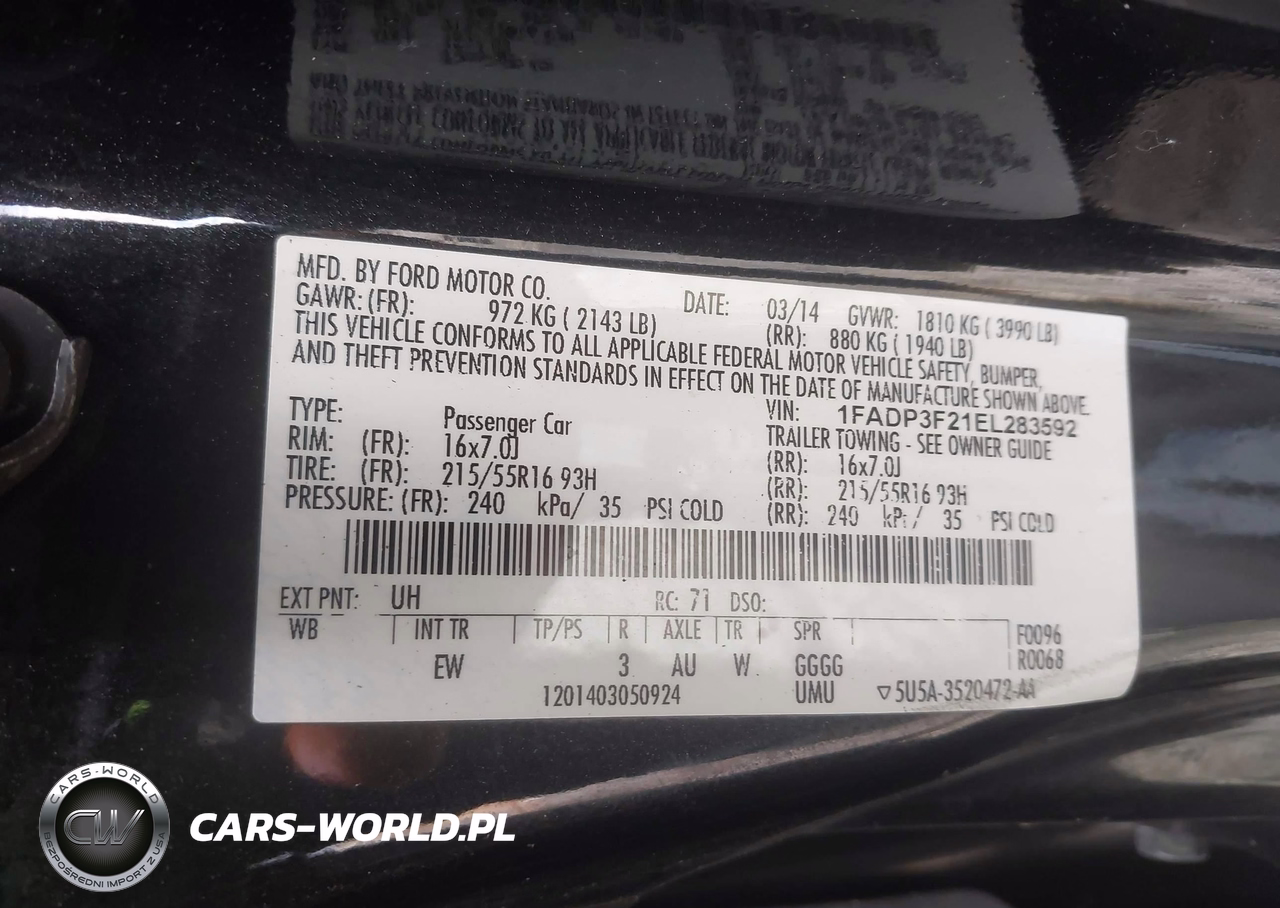 MFD. BY FORD MOTOR CO. DATE: 03/14 GVWR: 1810 KG ( 3990 LB)
GAWR: (FR): 972 KG ( 2143 LB) (RR): 880 KG ( 1940 LB)
THIS VEHICLE CONFORMS TO ALL APPLICABLE FEDERAL MOTOR VEHICLE SAFETY, BUMPER,
AND THEFT PREVENTION STANDARDS IN EFFECT ON THE DATE OF MANUFACTURE SHOWN ABOVE.
VIN: 1FADP3F21EL283592
TYPE: Passenger Car TRAILER TOWING - SEE OWNER GUIDE
RIM: (FR): 16x7.0J (RR): 16x7.0J
TIRE: (FR): 215/55R16 93H (RR): 215/55R16 93H
PRESSURE: (FR): 240 kPa/ 35 PSI COLD (RR): 240 kPa/ 35 PSI COLD
EXT PNT: UH RC: 71 DSO:
WB INT TR TP/PS R AXLE TR SPR F0096
EW 3 AU W GGGG R0068
1201403050924 UMU ▽5U5A-3520472-AA
CARS-WORLD
CW
BEZPOŚREDNI IMPORT Z USA
CARS-WORLD.PL